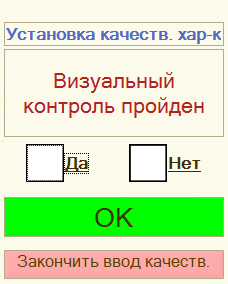 Установка качеств. хар-к
Визуальный
контроль пройден
Да Нет
OK
Закончить ввод качеств.